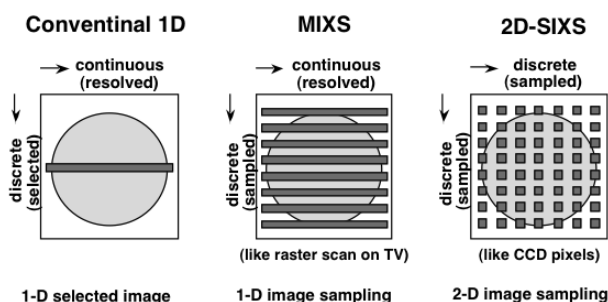 Conventinal 1D
continuous
(resolved)
discrete
(selected)
1-D selected image
MIXS
continuous
(resolved)
discrete
(sampled)
(like raster scan on TV)
1-D image sampling
2D-SIXS
discrete
(sampled)
discrete
(sampled)
(like CCD pixels)
2-D image sampling